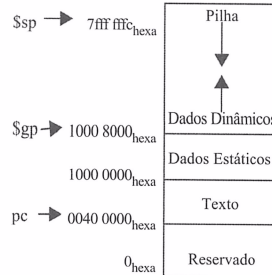 $sp 7fff fffc hexa
Pilha
Dados Dinâmicos
$gp 1000 8000 hexa
Dados Estáticos
1000 0000 hexa
Texto
pc 0040 0000 hexa
Reservado
0 hexa